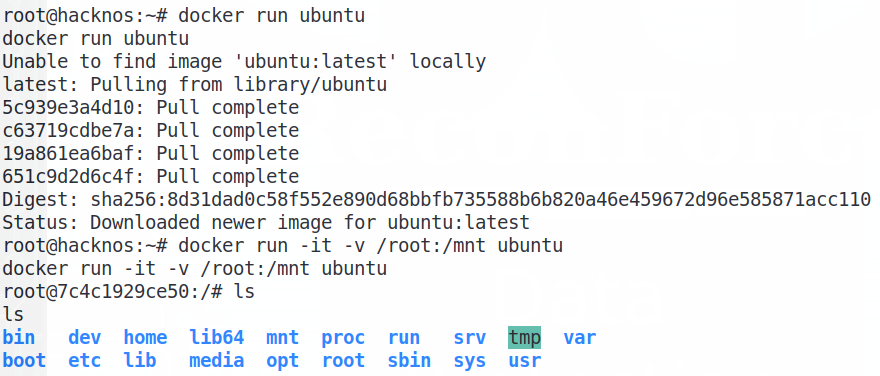 root@hacknos:~# docker run ubuntu
docker run ubuntu
Unable to find image 'ubuntu:latest' locally
latest: Pulling from library/ubuntu
5c939e3a4d10: Pull complete
c63719cdbe7a: Pull complete
19a861ea6baf: Pull complete
651c9d2d6c4f: Pull complete
Digest: sha256:8d31dad0c58f552e890d68bbfb735588b6b820a46e459672d96e585871acc110
Status: Downloaded newer image for ubuntu:latest
root@hacknos:~# docker run -it -v /root:/mnt ubuntu
docker run -it -v /root:/mnt ubuntu
root@7c4c1929ce50:/# ls
ls
bin   dev  home  lib64  mnt  proc  run   srv  tmp  var
boot  etc  lib   media  opt  root  sbin  sys  usr